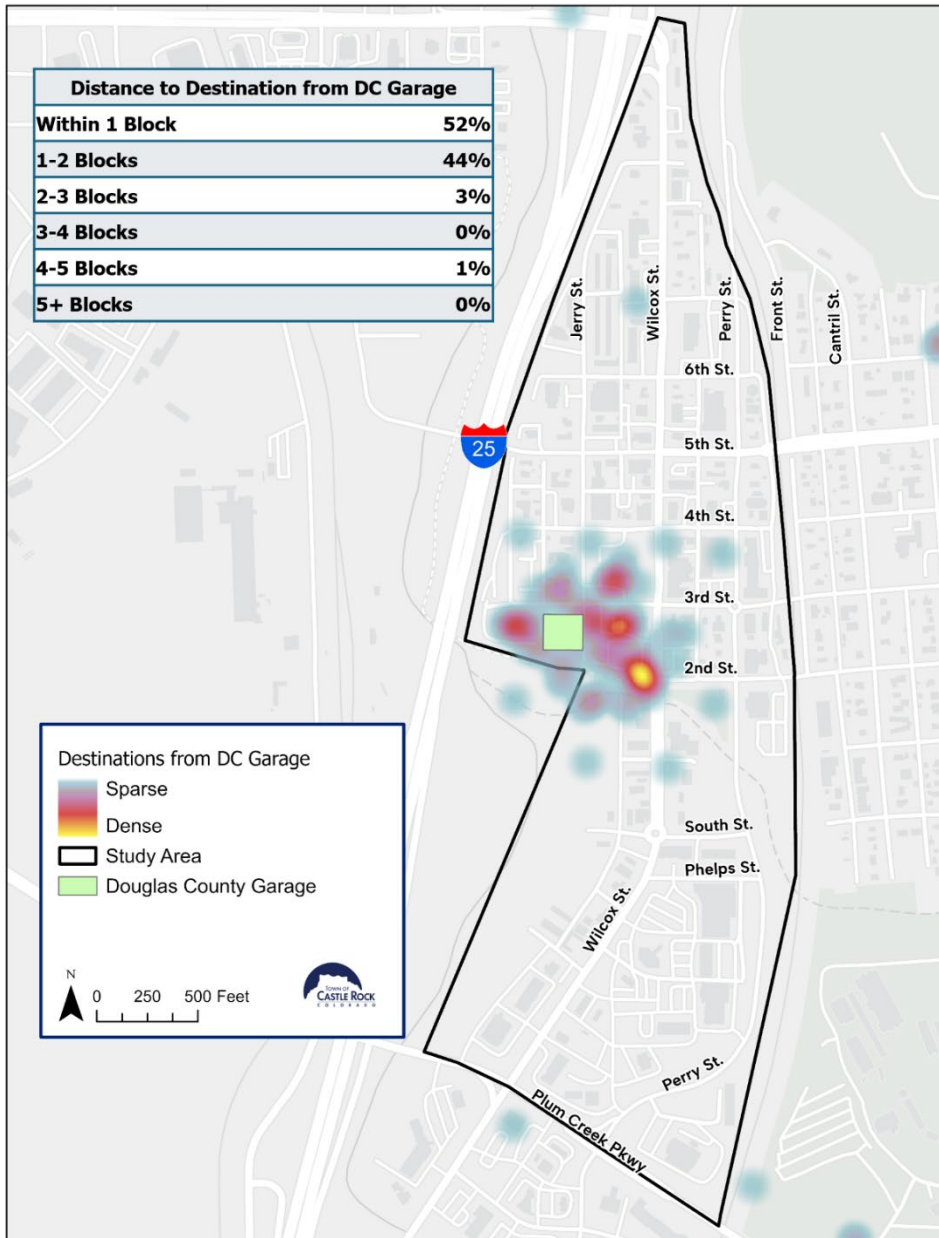 Distance to Destination from DC Garage
Within 1 Block 52%
1-2 Blocks 44%
2-3 Blocks 3%
3-4 Blocks 0%
4-5 Blocks 1%
5+ Blocks 0%
Jerry St.
Wilcox St.
Perry St.
Front St.
Cantril St.
6th St.
5th St.
25
4th St.
3rd St.
2nd St.
South St.
Phelps St.
Wilcox St.
Perry St.
Plum Creek Pkwy
Destinations from DC Garage
Sparse
Dense
Study Area
Douglas County Garage
N
0 250 500 Feet
TOWN OF
CASTLE ROCK
COLORADO